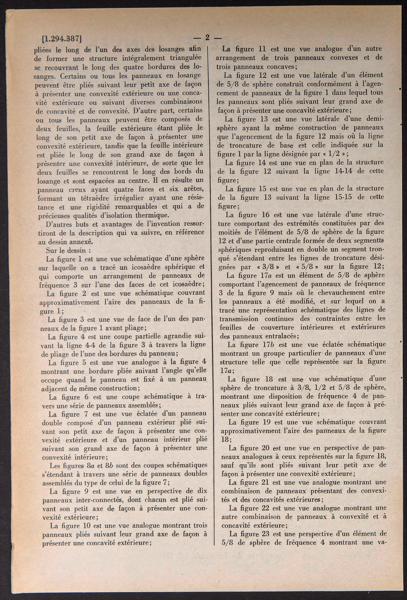 [1.294.387]
— 2 —
pliées le long de l'un des axes des losanges afin
de former une structure intégralement triangulée
se recouvrant le long des quatre bordures des lo-
sanges. Certains ou tous les panneaux en losange
peuvent être pliés suivant leur petit axe de façon
à présenter une convexité extérieure ou une conca-
vité extérieure ou suivant diverses combinaisons
de concavité et de convexité. D'autre part, certains
ou tous les panneaux peuvent être composés de
deux feuilles, la feuille extérieure étant pliée le
long de son petit axe de façon à présenter une
convexité extérieure, tandis que la feuille intérieure
est pliée le long de son grand axe de façon à
présenter une convexité intérieure, de sorte que les
deux feuilles se rencontrent le long des bords du
losange et sont espacées au centre. Il en résulte un
panneau creux ayant quatre faces et six arêtes,
formant un tétraèdre irrégulier ayant une résis-
tance et une rigidité remarquables et qui a de
précieuses qualités d'isolation thermique.
D'autres buts et avantages de l'invention ressor-
tiront de la description qui va suivre, en référence
au dessin annexé.
Sur le dessin :
La figure 1 est une vue schématique d'une sphère
sur laquelle on a tracé un icosaèdre sphérique et
qui comporte un arrangement de panneaux de
fréquence 3 sur l'une des faces de cet icosaèdre;
La figure 2 est une vue schématique couvrant
approximativement l'aire des panneaux de la fi-
gure 1;
La figure 3 est une vue de face de l'un des pan-
neaux de la figure 1 avant pliage;
La figure 4 est une coupe partielle agrandie sui-
vant la ligne 4-4 de la figure 3 à travers la ligne
de pliage de l'une des bordures du panneau;
La figure 5 est une vue analogue à la figure 4
montrant une bordure pliée suivant l'angle qu'elle
occupe quand le panneau est fixé à un panneau
adjacent de même construction;
La figure 6 est une coupe schématique à tra-
vers une série de panneaux assemblés;
La figure 7 est une vue éclatée d'un panneau
double composé d'un panneau extérieur plié sui-
vant son petit axe de façon à présenter une con-
vexité extérieure et d'un panneau intérieur plié
suivant son grand axe de façon à présenter une
convexité intérieure;
Les figures 8a et 8b sont des coupes schématiques
s'étendant à travers une série de panneaux doubles
assemblés du type de celui de la figure 7;
La figure 9 est une vue en perspective de dix
panneaux inter-connectés, dont chacun est plié sui-
vant son petit axe de façon à présenter une con-
vexité extérieure;
La figure 10 est une vue analogue montrant trois
panneaux pliés suivant leur grand axe de façon à
présenter une concavité extérieure;
La figure 11 est une vue analogue d'un autre
arrangement de trois panneaux convexes et de
trois panneaux concaves;
La figure 12 est une vue latérale d'un élément
de 5/8 de sphère construit conformément à l'agen-
cement de panneaux de la figure 1 dans lequel tous
les panneaux sont pliés suivant leur grand axe de
façon à présenter une convexité extérieure;
La figure 13 est une vue latérale d'une demi-
sphère ayant la même construction de panneaux
que l'agencement de la figure 12 mais où la ligne
de troncature de base est celle indiquée sur la
figure 1 par la ligne désignée par « 1/2 »;
La figure 14 est une vue en plan de la structure
de la figure 12 suivant la ligne 14-14 de cette
figure;
La figure 15 est une vue en plan de la structure
de la figure 13 suivant la ligne 15-15 de cette
figure;
La figure 16 est une vue latérale d'une struc-
ture comportant des extrémités constituées par des
moitiés de l'élément de 5/8 de sphère de la figure
12 et d'une partie centrale formée de deux segments
sphériques reproduisant en double un segment tron-
qué s'étendant entre les lignes de troncature dési-
gnées par « 3/8 » et « 5/8 » sur la figure 12;
La figure 17a est un élément de 5/8 de sphère
comportant l'agencement de panneaux de fréquence
3 de la figure 9 mais où le chevauchement entre
les panneaux a été modifié, et sur lequel on a
tracé une représentation schématique des lignes de
transmission continues des contraintes entre les
feuilles de couverture intérieures et extérieures
des panneaux entrelacés;
La figure 17b est une vue éclatée schématique
montrant un groupe particulier de panneaux d'une
structure telle que celle représentée sur la figure
17a;
La figure 18 est une vue schématique d'une
sphère de troncature à 3/8, 1/2 et 5/8 de sphère,
montrant une disposition de fréquence 4 de pan-
neaux pliés suivant leur grand axe de façon à pré-
senter une concavité extérieure;
La figure 19 est une vue schématique couvrant
approximativement l'aire des panneaux de la figure
18;
La figure 20 est une vue en perspective de pan-
neaux analogues à ceux représentés sur la figure 18,
sauf qu'ils sont pliés suivant leur petit axe de
façon à présenter une convexité extérieure;
La figure 21 est une vue analogue montrant une
combinaison de panneaux présentant des convexi-
tés et des concavités extérieures;
La figure 22 est une vue analogue montrant une
autre combinaison de panneaux à convexité et à
concavité extérieure;
La figure 23 est une perspective d'un élément de
5/8 de sphère de fréquence 4 montrant une va-